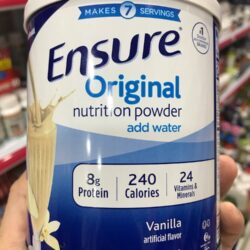 MAKES 7 SERVINGS
Ensure
Original
nutrition powder
add water
8g Protein
240 Calories
24 Vitamins & Minerals
Vanilla
artificial flavor